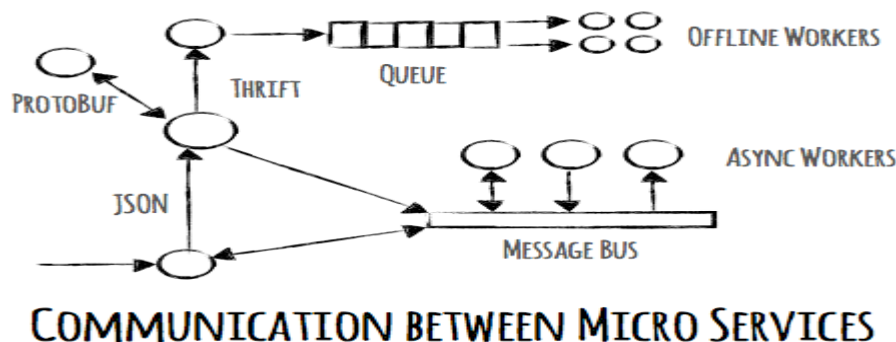 OFFLINE WORKERS
QUEUE
THRIFT
PROTOBUF
ASYNC WORKERS
JSON
MESSAGE BUS
COMMUNICATION BETWEEN MICRO SERVICES